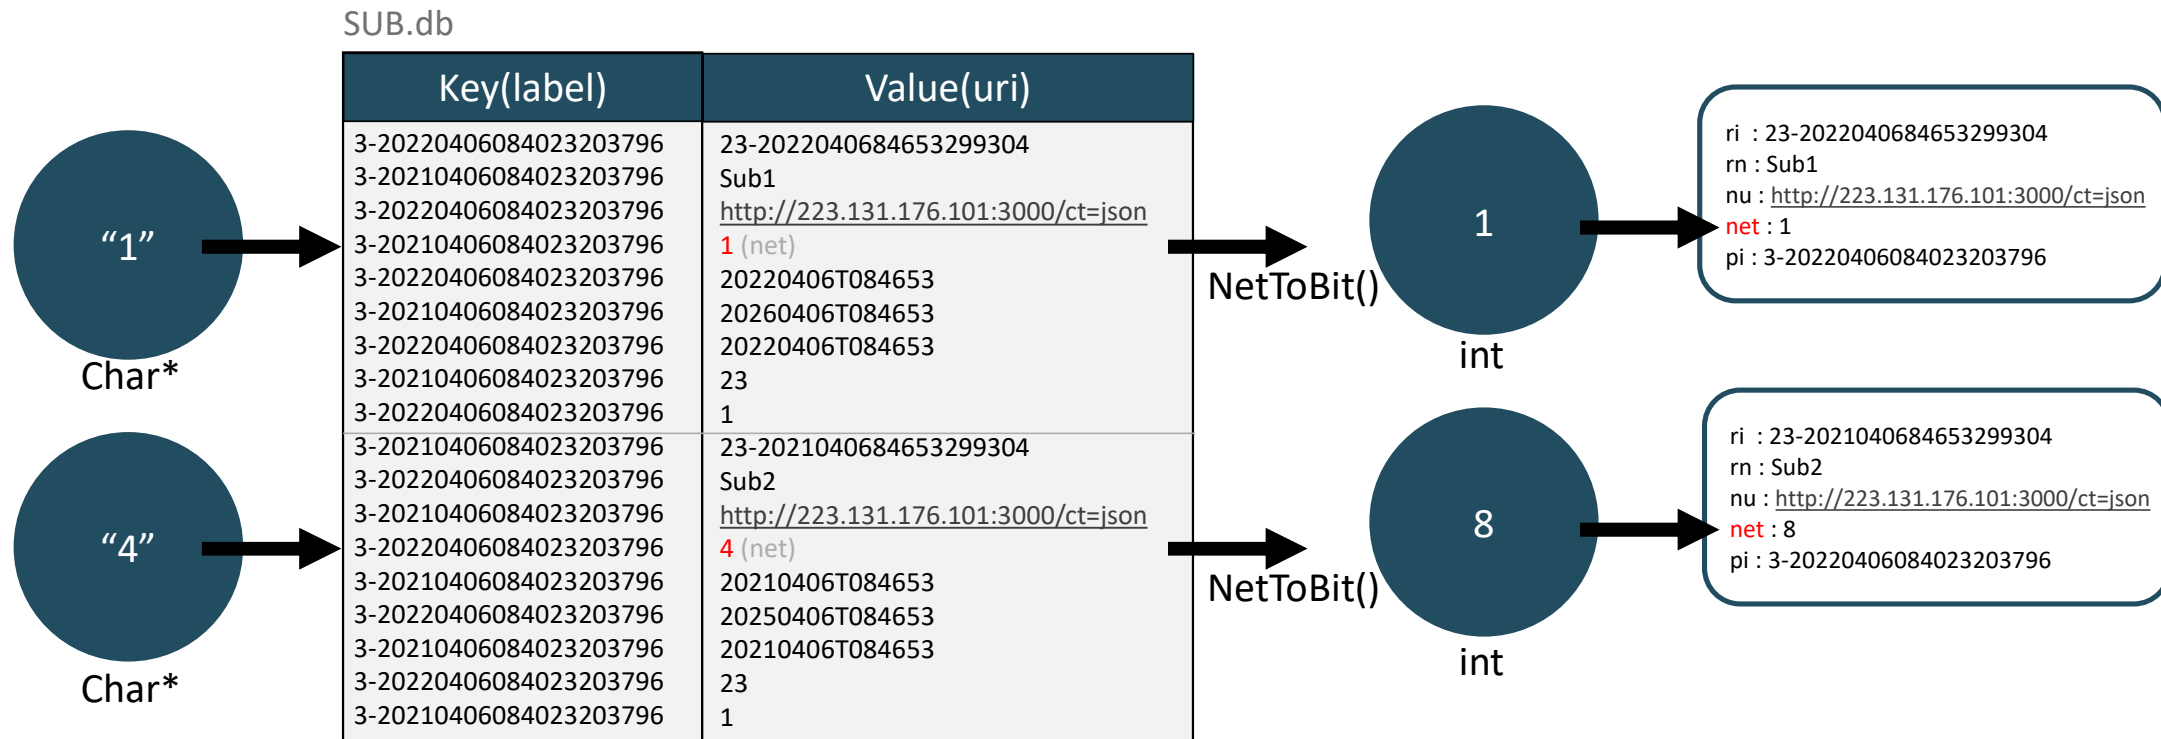 SUB.db
Key(label) Value(uri)
“1”
Char*
“4”
Char*
3-20220406084023203796
3-20210406084023203796
3-20220406084023203796
3-20210406084023203796
3-20220406084023203796
3-20210406084023203796
3-20220406084023203796
3-20210406084023203796
3-20220406084023203796
3-20210406084023203796
3-20220406084023203796
3-20210406084023203796
3-20220406084023203796
3-20210406084023203796
3-20220406084023203796
3-20210406084023203796
3-20220406084023203796
3-20210406084023203796
23-2022040684653299304
Sub1
http://223.131.176.101:3000/ct=json
1 (net)
20220406T084653
20260406T084653
20220406T084653
23
1
23-2021040684653299304
Sub2
http://223.131.176.101:3000/ct=json
4 (net)
20210406T084653
20250406T084653
20210406T084653
23
1
NetToBit()
1
int
ri : 23-2022040684653299304
rn : Sub1
nu : http://223.131.176.101:3000/ct=json
net : 1
pi : 3-20220406084023203796
NetToBit()
8
int
ri : 23-2021040684653299304
rn : Sub2
nu : http://223.131.176.101:3000/ct=json
net : 8
pi : 3-20220406084023203796